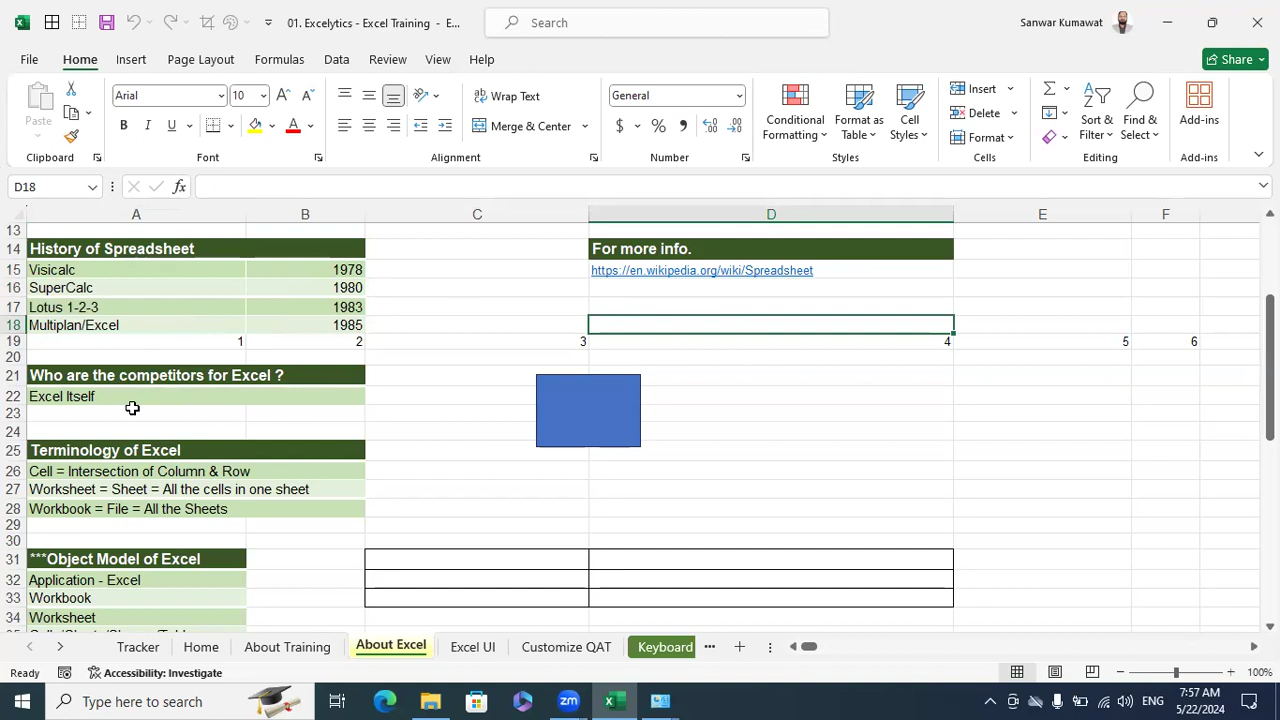 01. Excelytics - Excel Training - E...
Search
Sanwar Kumawat
File
Home
Insert
Page Layout
Formulas
Data
Review
View
Help
Share
Paste
Clipboard
Arial
10
B I U
Font
Wrap Text
Merge & Center
Alignment
General
$ % 9
Number
Conditional Formatting
Format as Table
Cell Styles
Styles
Insert
Delete
Format
Cells
Sort & Filter
Find & Select
Editing
Add-ins
Add-ins
D18
fx
A B C D E F
13
14 History of Spreadsheet For more info.
15 Visicalc 1978 https://en.wikipedia.org/wiki/Spreadsheet
16 SuperCalc 1980
17 Lotus 1-2-3 1983
18 Multiplan/Excel 1985
19 1 2 3 4 5 6
20
21 Who are the competitors for Excel ?
22 Excel Itself
23
24
25 Terminology of Excel
26 Cell = Intersection of Column & Row
27 Worksheet = Sheet = All the cells in one sheet
28 Workbook = File = All the Sheets
29
30
31 ***Object Model of Excel
32 Application - Excel
33 Workbook
34 Worksheet
Tracker Home About Training About Excel Excel UI Customize QAT Keyboard ...
Ready
Accessibility: Investigate
100%
Type here to search
zm
ENG
7:57 AM
5/22/2024